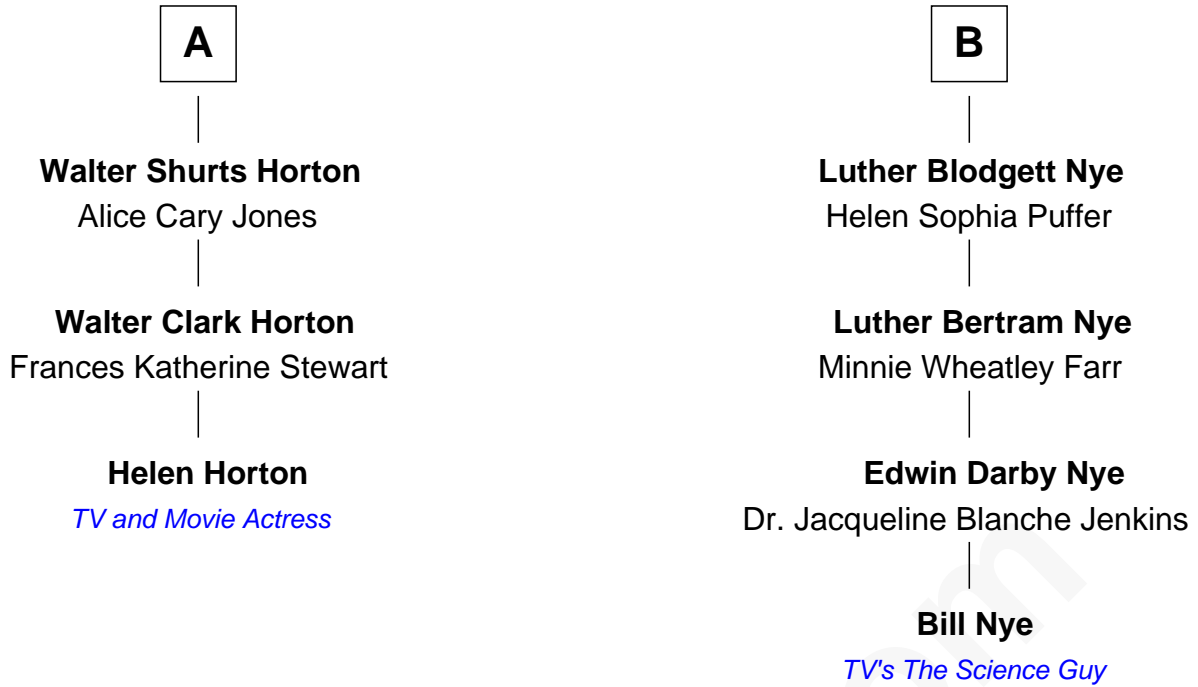 A
Walter Shurts Horton
Alice Cary Jones
Walter Clark Horton
Frances Katherine Stewart
Helen Horton
TV and Movie Actress
B
Luther Blodgett Nye
Helen Sophia Puffer
Luther Bertram Nye
Minnie Wheatley Farr
Edwin Darby Nye
Dr. Jacqueline Blanche Jenkins
Bill Nye
TV's The Science Guy